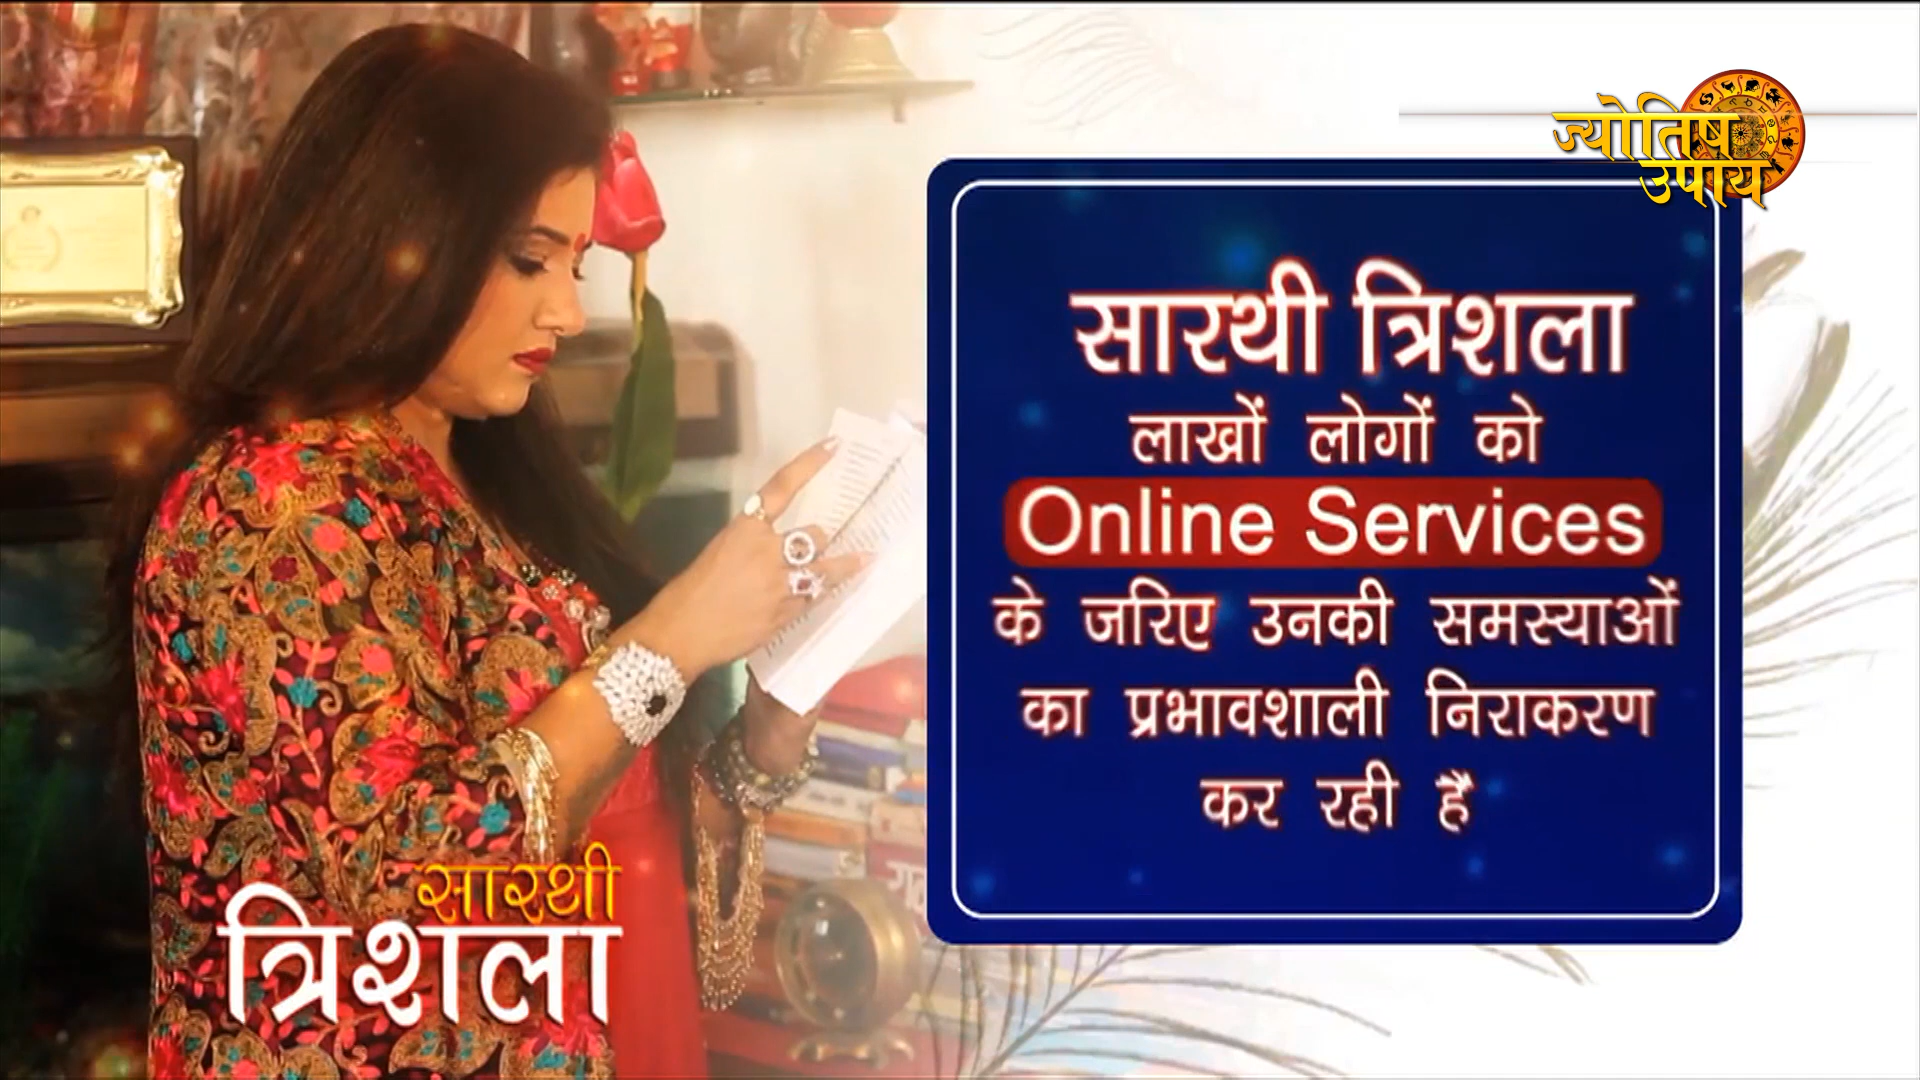 ज्योतिष
उपाय
सारथी त्रिशला
लाखों लोगों को
Online Services
के जरिए उनकी समस्याओं
का प्रभावशाली निराकरण
कर रही हैं
सारथी
त्रिशला